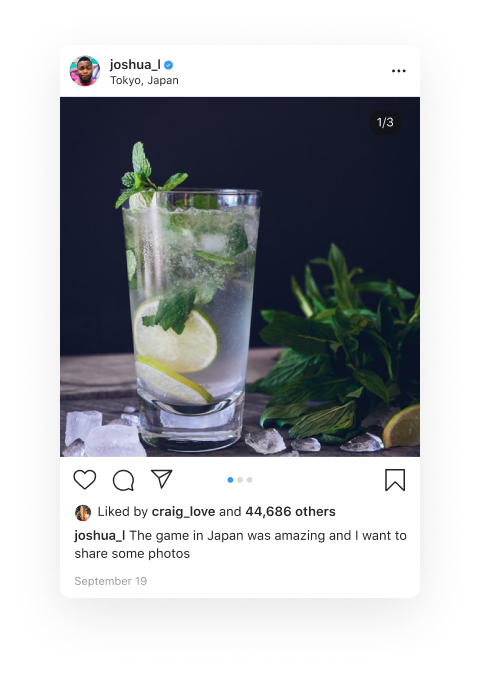 joshua_l
Tokyo, Japan
1/3
Liked by craig_love and 44,686 others
joshua_l The game in Japan was amazing and I want to
share some photos
September 19